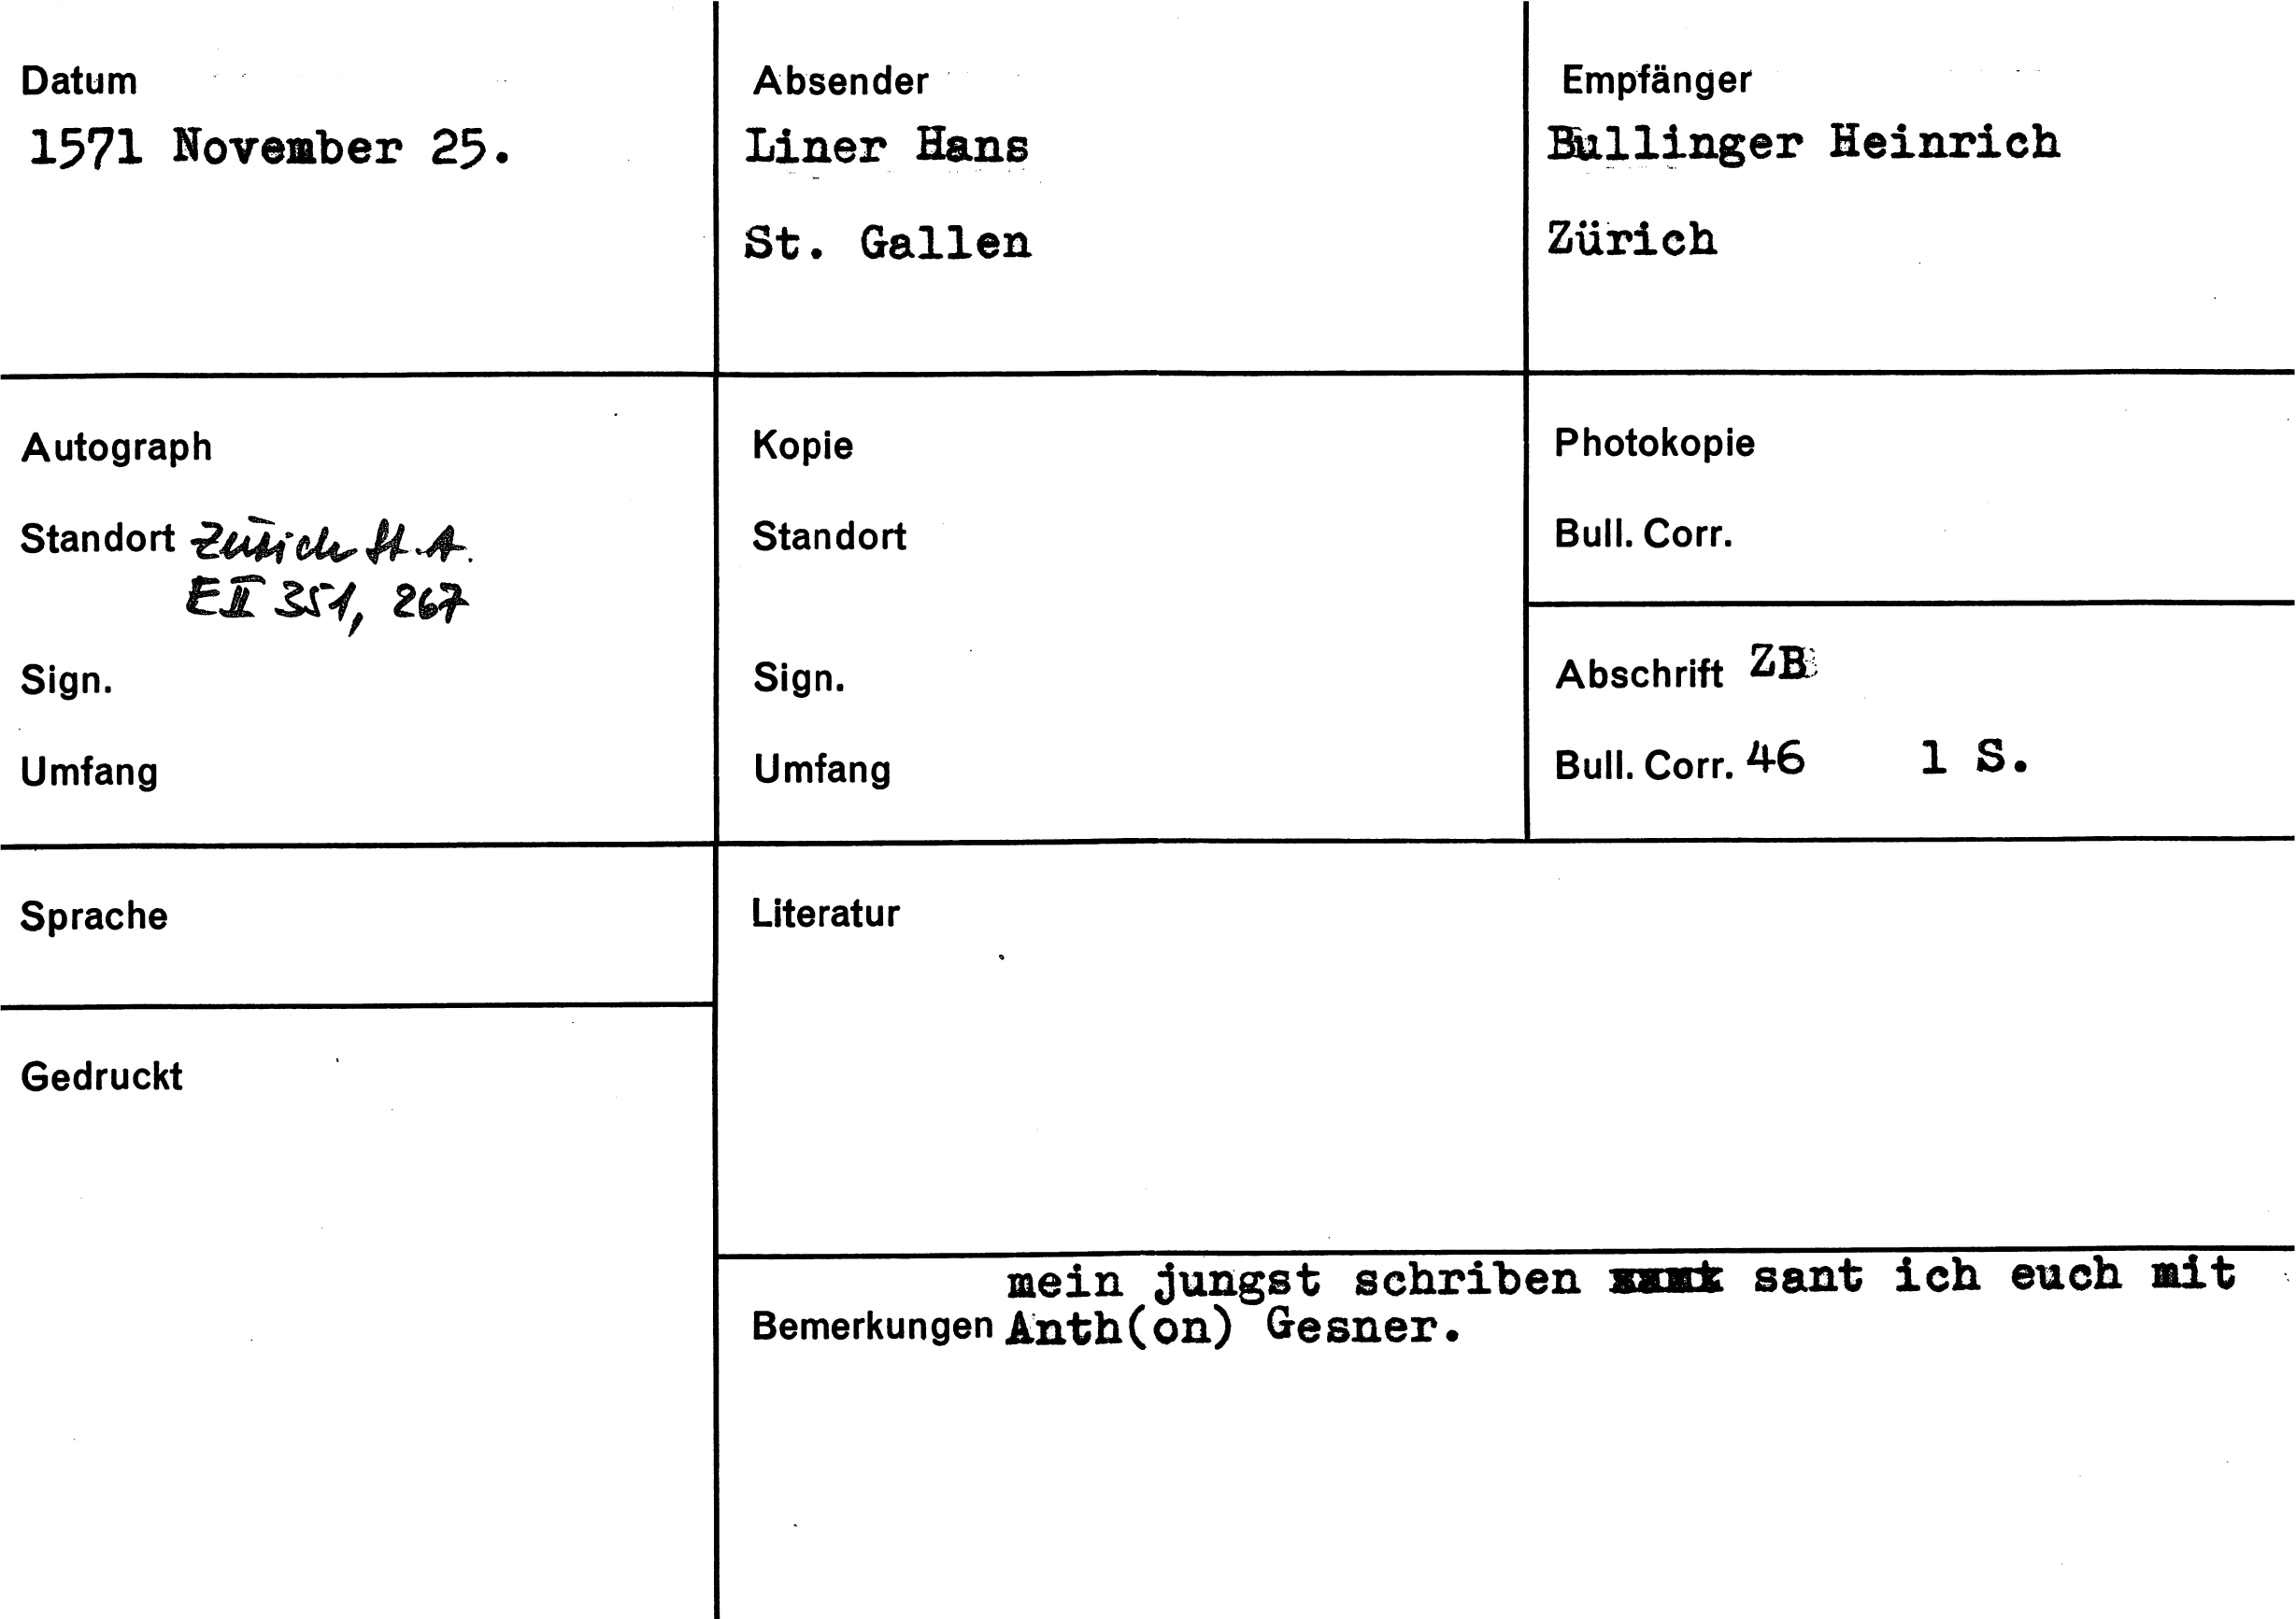 Datum
1571 November 25.
Absender
Liner Hans
St. Gallen
Empfänger
Bullinger Heinrich
Zürich
Autograph
Standort Zürich St. A.
E II 351, 267
Sign.
Umfang
Kopie
Standort
Sign.
Umfang
Photokopie
Bull. Corr.
Abschrift ZB
Bull. Corr. 46 1 S.
Sprache
Gedruckt
Literatur
mein jungst schriben sant ich euch mit
Bemerkungen Anth(on) Gesner.